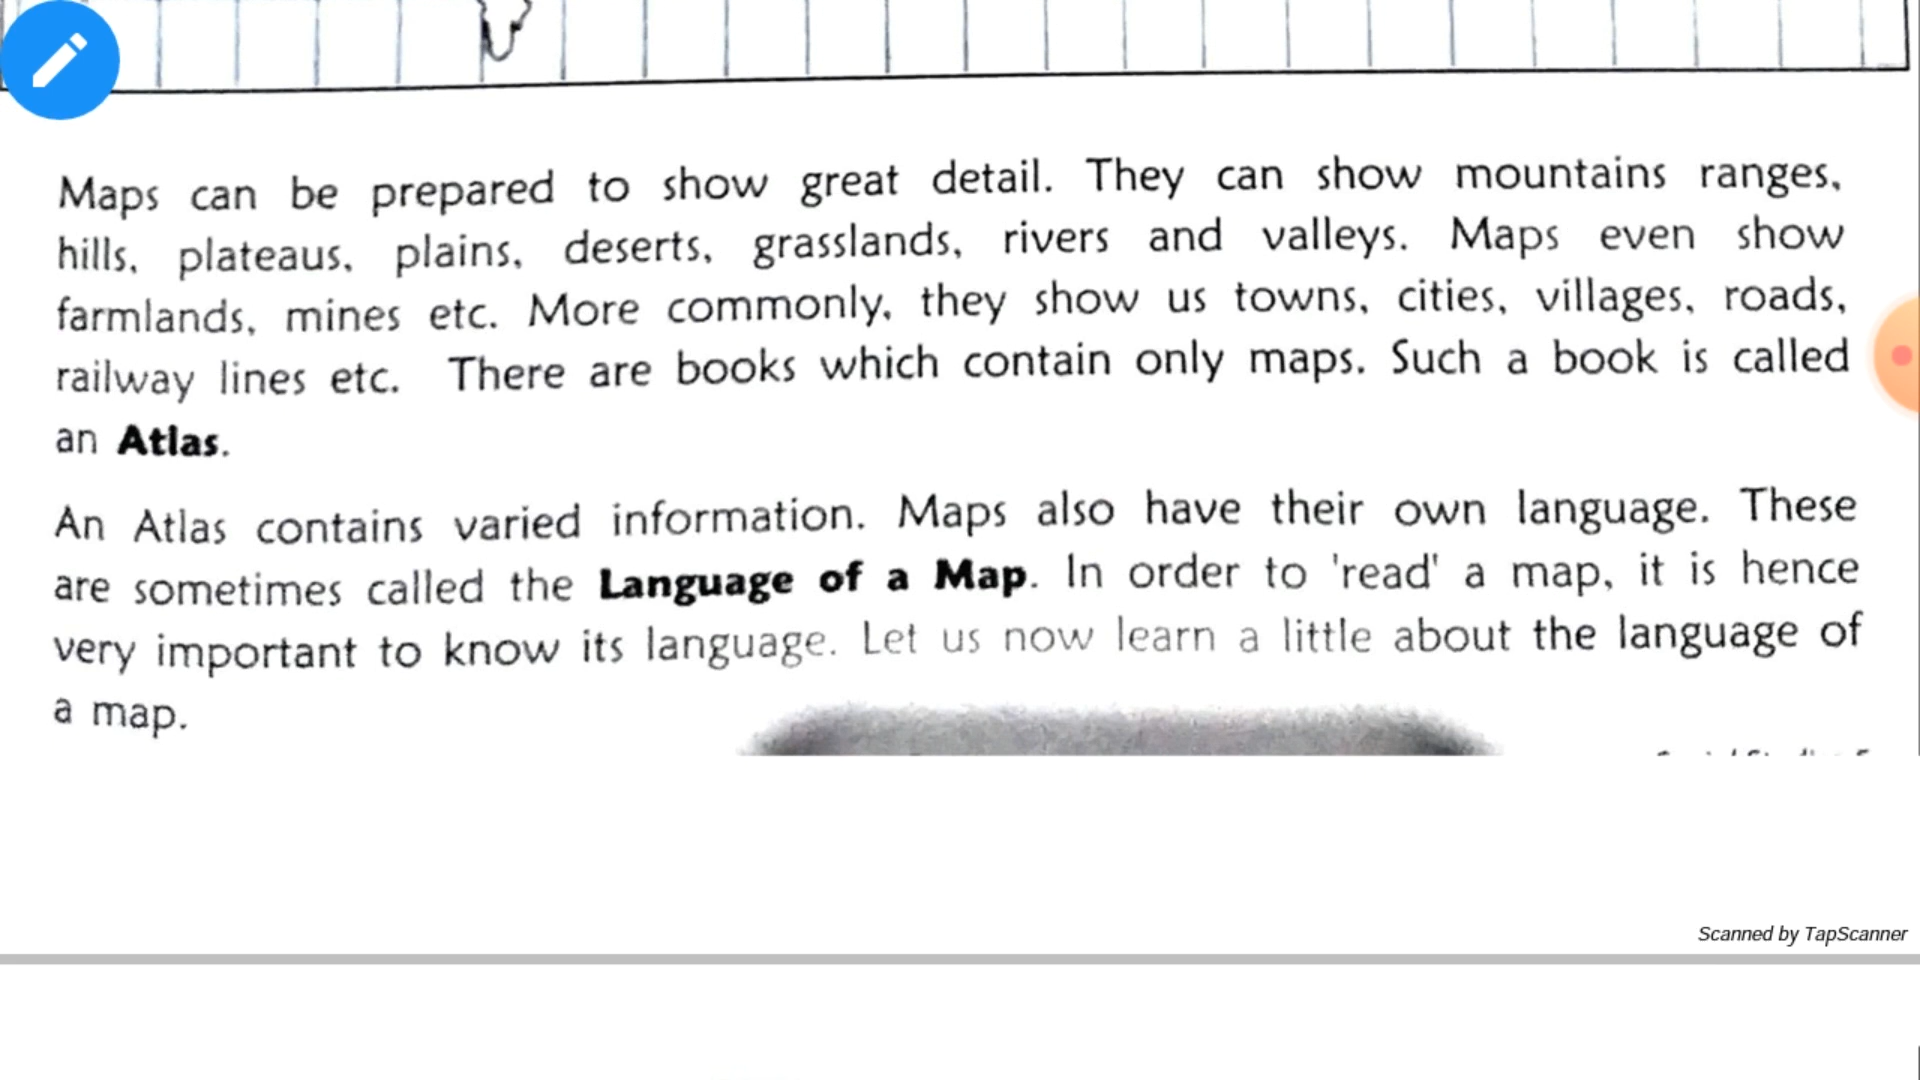 Maps can be prepared to show great detail. They can show mountains ranges,
hills, plateaus, plains, deserts, grasslands, rivers and valleys. Maps even show
farmlands, mines etc. More commonly, they show us towns, cities, villages, roads,
railway lines etc. There are books which contain only maps. Such a book is called
an Atlas.
An Atlas contains varied information. Maps also have their own language. These
are sometimes called the Language of a Map. In order to 'read' a map, it is hence
very important to know its language. Let us now learn a little about the language of
a map.
Scanned by TapScanner